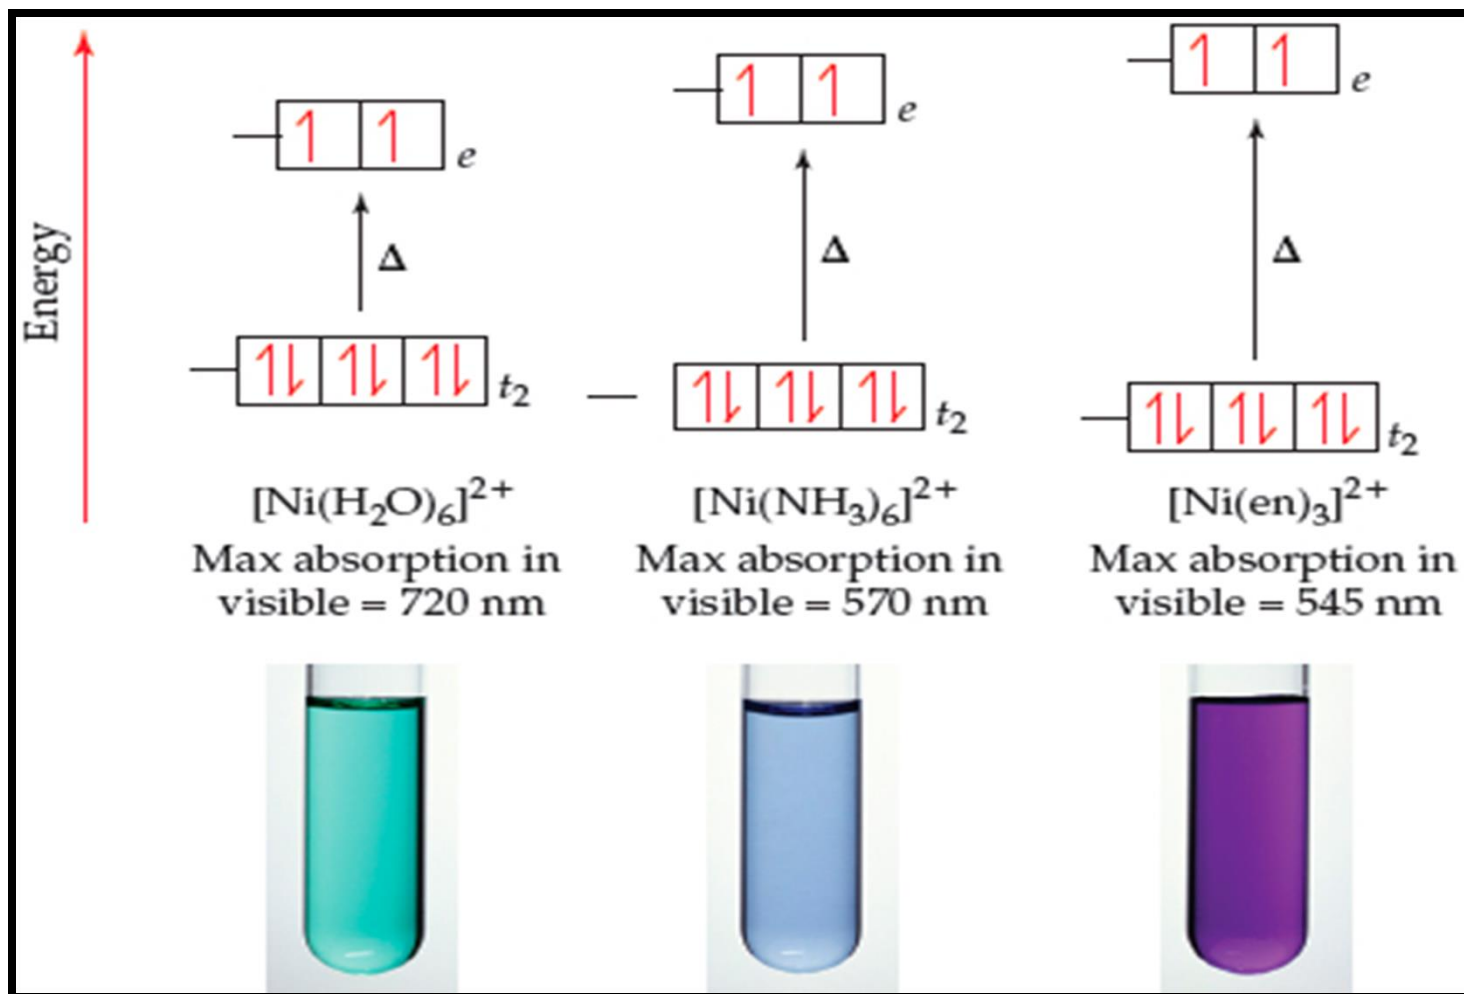 Energy
e
Δ
t₂
[Ni(H₂O)₆]²⁺
Max absorption in
visible = 720 nm
e
Δ
t₂
[Ni(NH₃)₆]²⁺
Max absorption in
visible = 570 nm
e
Δ
t₂
[Ni(en)₃]²⁺
Max absorption in
visible = 545 nm